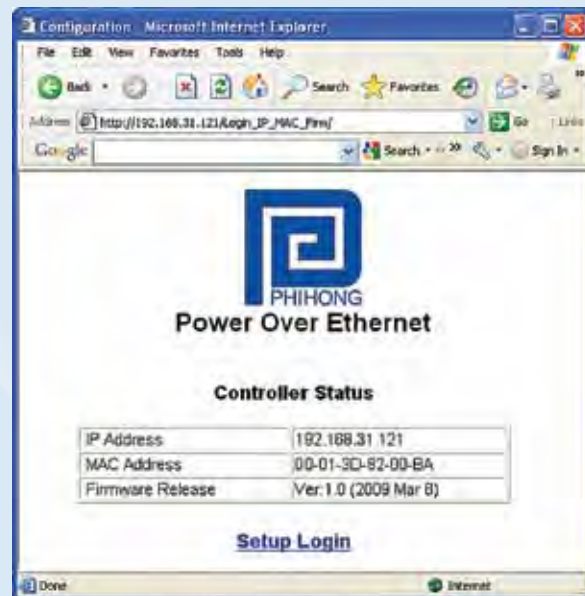 Configuration - Microsoft Internet Explorer
File Edit View Favorites Tools Help
Back Search Favorites
Address http://192.168.31.121/Login_IP_MAC_Firm/ Go Links
Google Search Sign In
PHIHONG
Power Over Ethernet
Controller Status
IP Address 192.168.31.121
MAC Address 00-01-3D-82-00-BA
Firmware Release Ver:1.0 (2009 Mar 8)
Setup Login
Done Internet